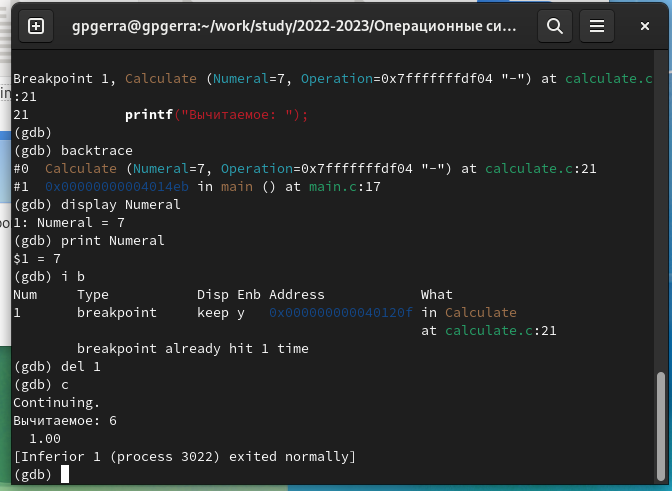 gpgerra@gpgerra:~/work/study/2022-2023/Операционные си...
Breakpoint 1, Calculate (Numeral=7, Operation=0x7fffffffdf04 "-") at calculate.c
:21
21            printf("Вычитаемое: ");
(gdb)
(gdb) backtrace
#0  Calculate (Numeral=7, Operation=0x7fffffffdf04 "-") at calculate.c:21
#1  0x00000000004014eb in main () at main.c:17
(gdb) display Numeral
1: Numeral = 7
(gdb) print Numeral
$1 = 7
(gdb) i b
Num     Type           Disp Enb Address            What
1       breakpoint     keep y   0x000000000040120f in Calculate
                                                   at calculate.c:21
        breakpoint already hit 1 time
(gdb) del 1
(gdb) c
Continuing.
Вычитаемое: 6
  1.00
[Inferior 1 (process 3022) exited normally]
(gdb)